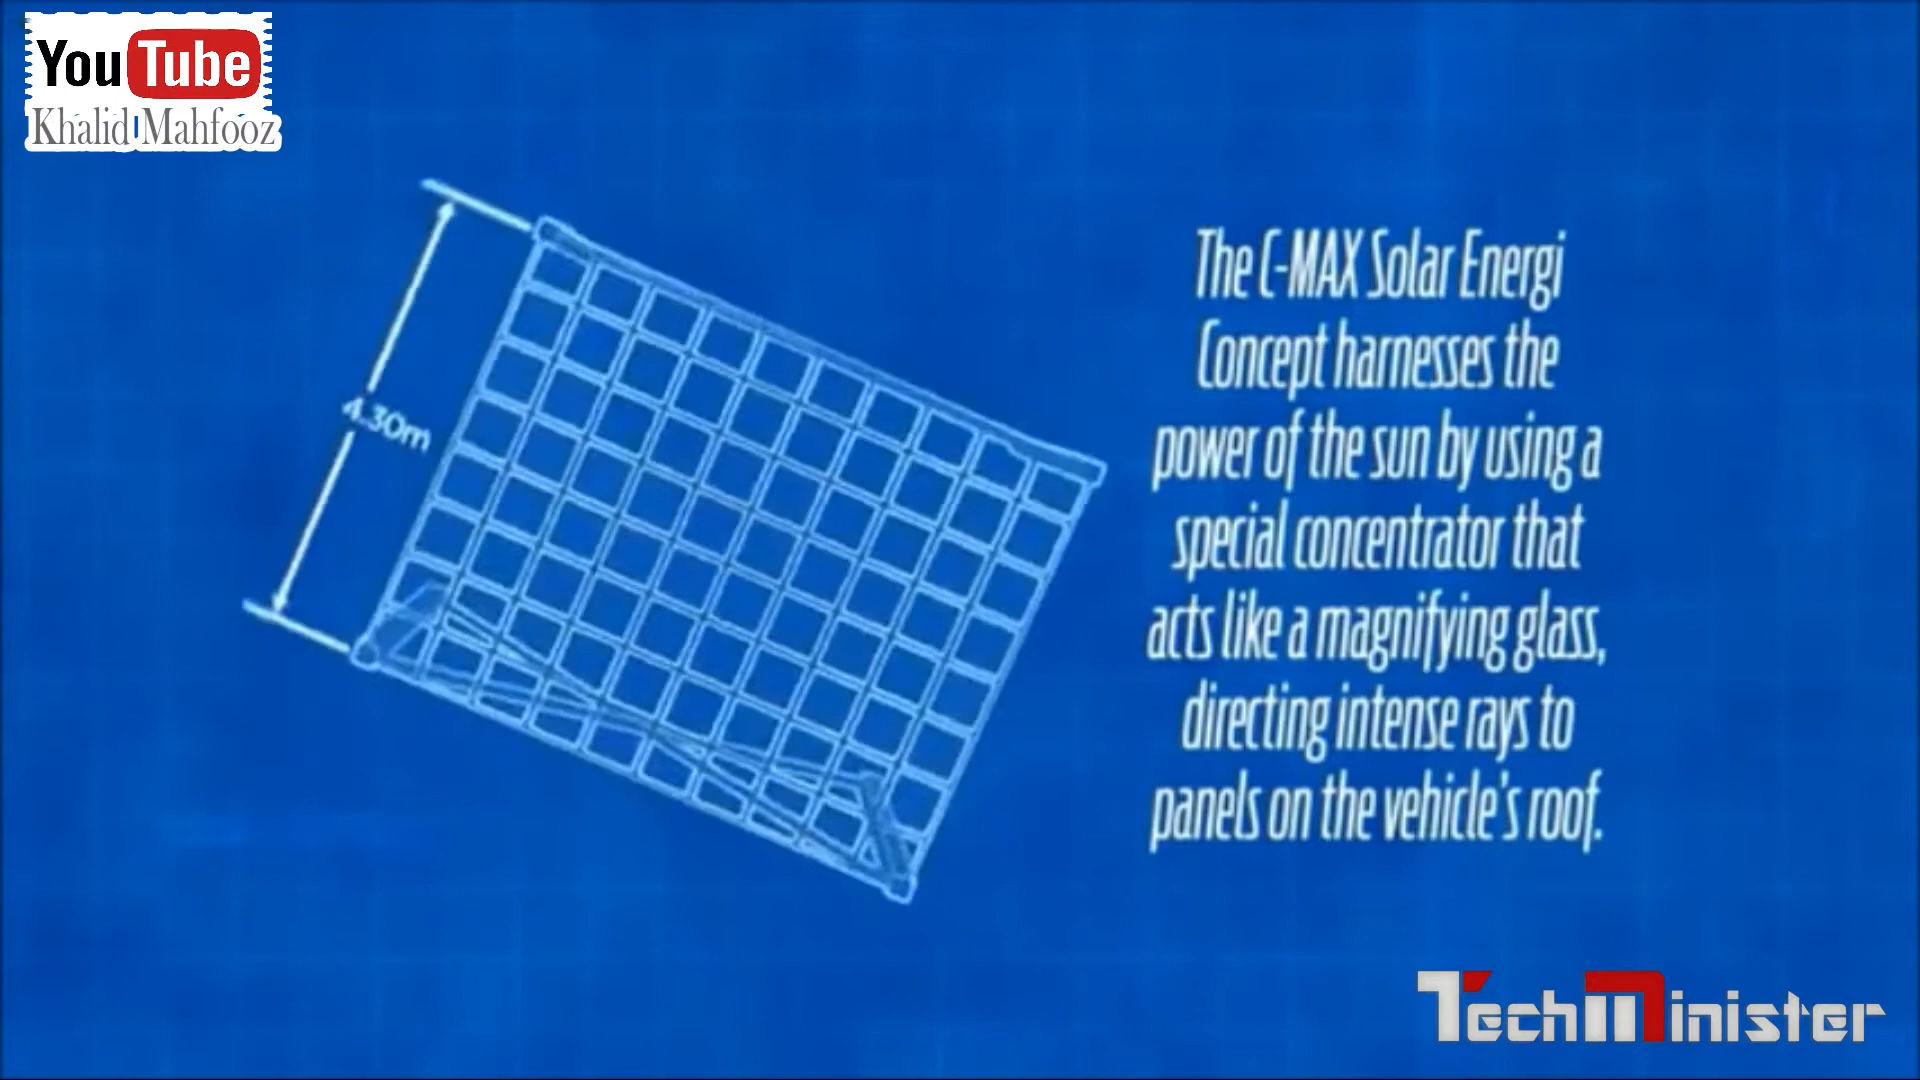 YouTube
Khalid Mahfooz
4.30m
The C-MAX Solar Energi
Concept harnesses the
power of the sun by using a
special concentrator that
acts like a magnifying glass,
directing intense rays to
panels on the vehicle's roof.
TechMinister